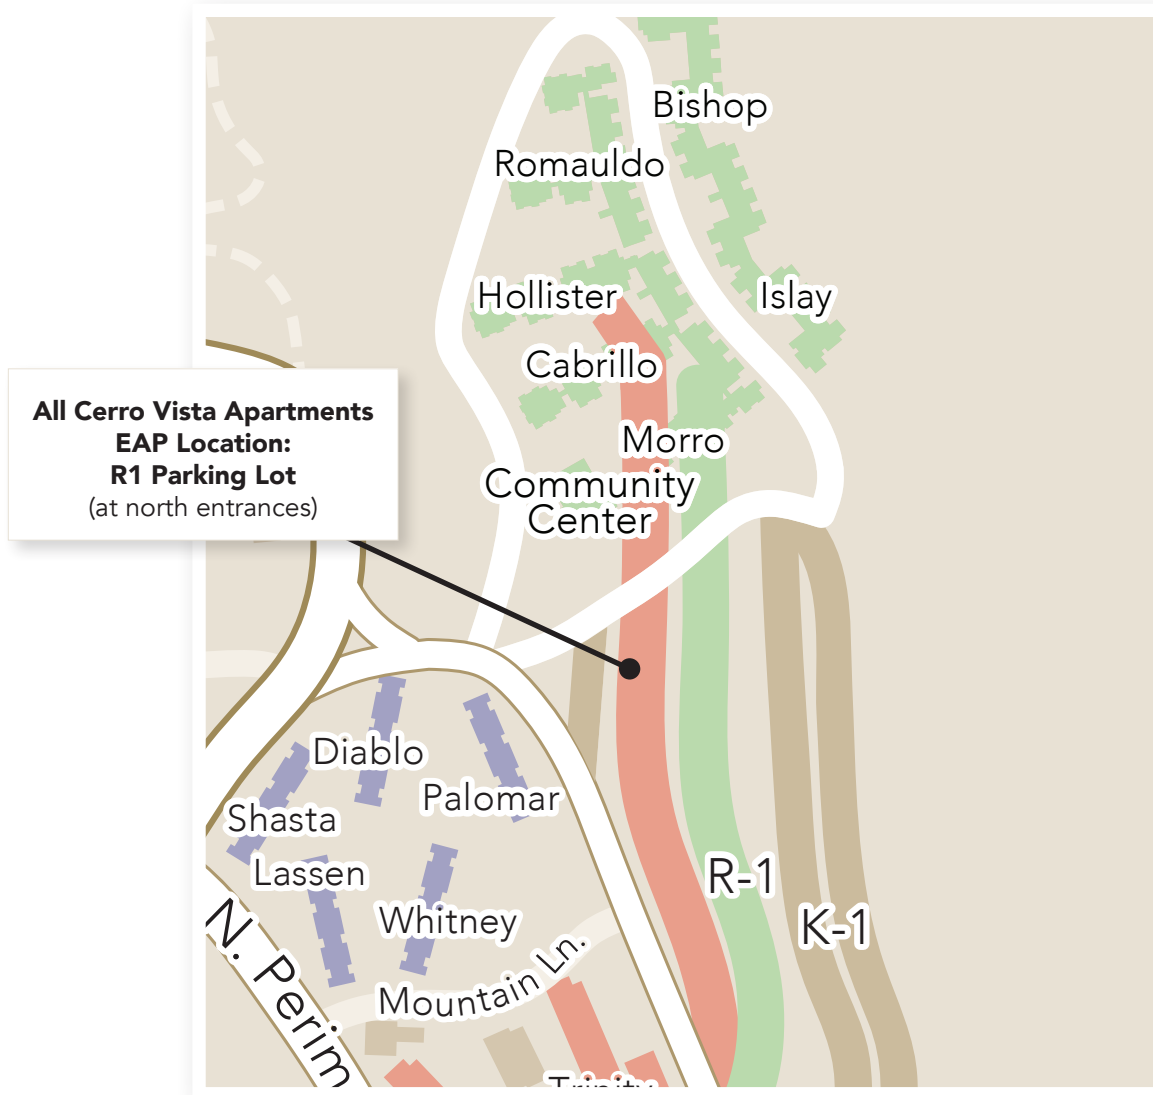 Bishop
Romauldo
Hollister
Islay
Cabrillo
All Cerro Vista Apartments
EAP Location:
R1 Parking Lot
(at north entrances)
Morro
Community
Center
Diablo
Palomar
Shasta
Lassen
R-1
Whitney
K-1
N. Perim
Mountain Ln.
Trinity